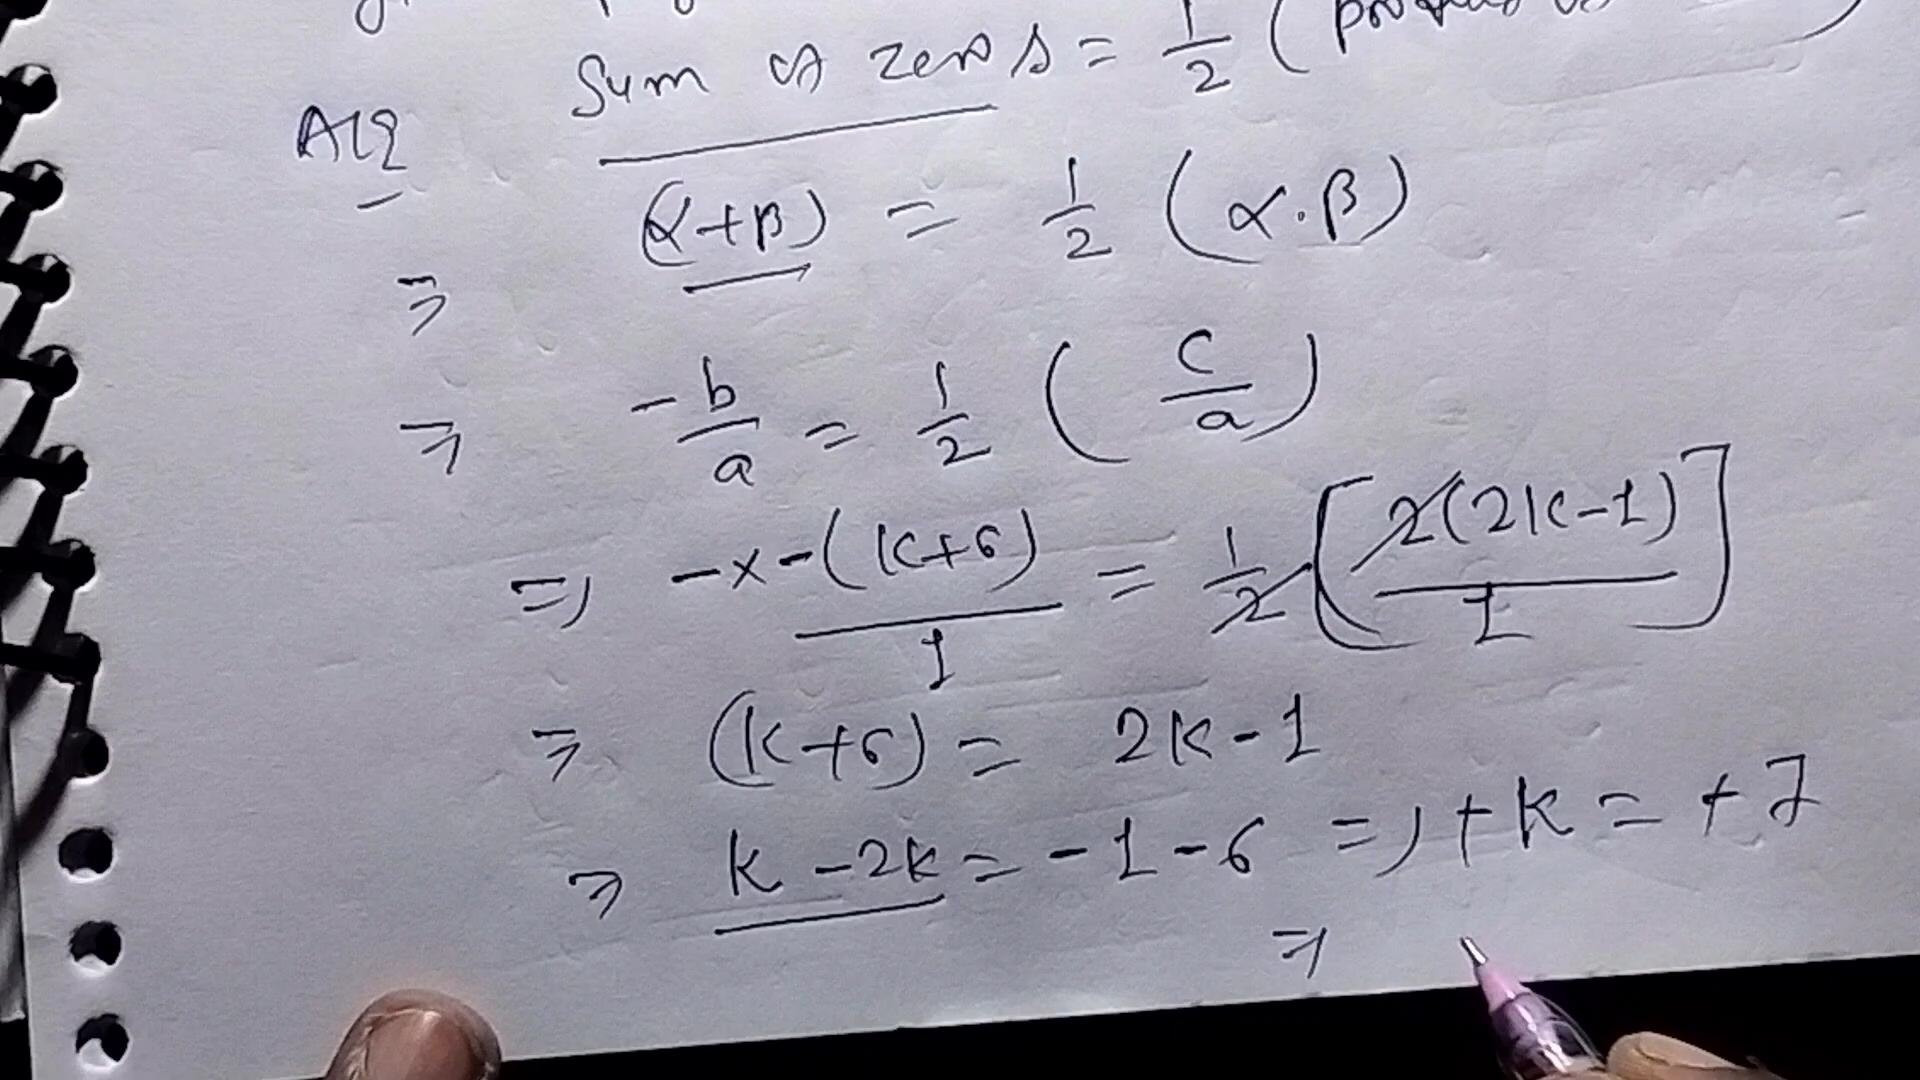 Sum of zeros = 1/2 (
AQ
(α+β) = 1/2 (α.β)
⇒
⇒ -b/a = 1/2 (c/a)
⇒ -x-(k+6)/1 = 1/2 [2(2k-1)/1]
⇒ (k+6) = 2k-1
⇒ k-2k = -1-6 ⇒ +k = +7
⇒